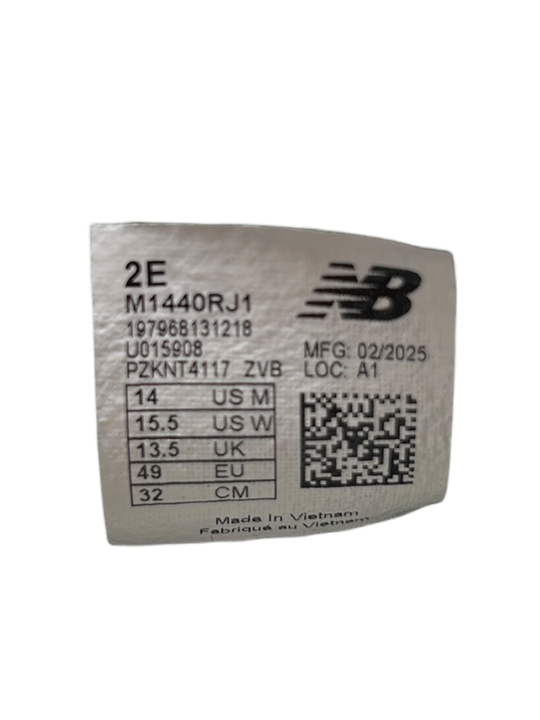 2E
M1440RJ1
197968131218
U015908
PZKNT4117 ZVB
NB
MFG: 02/2025
LOC: A1
14 US M
15.5 US W
13.5 UK
49 EU
32 CM
Made In Vietnam
Fabriqué au Vietnam